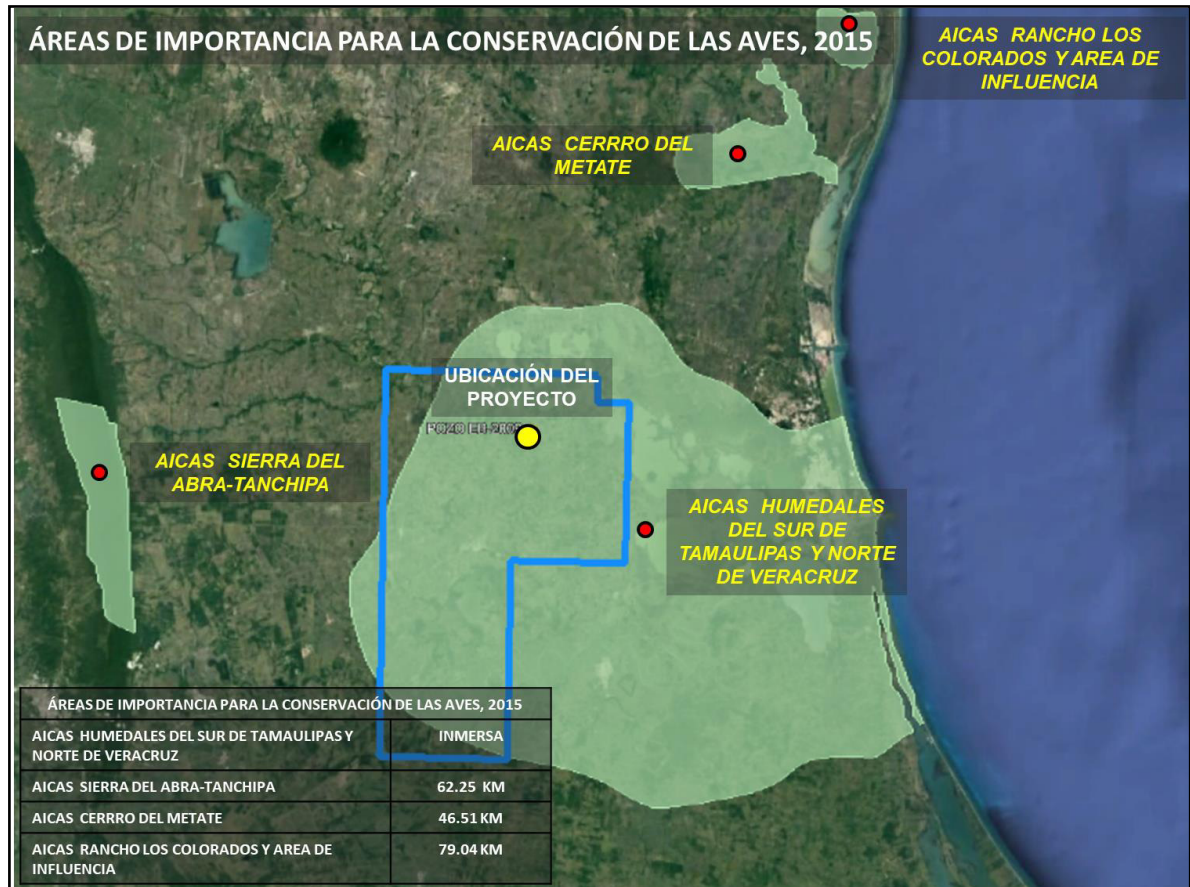 ÁREAS DE IMPORTANCIA PARA LA CONSERVACIÓN DE LAS AVES, 2015
AICAS RANCHO LOS
COLORADOS Y AREA DE
INFLUENCIA
AICAS CERRRO DEL
METATE
UBICACIÓN DEL
PROYECTO
POZO
AICAS SIERRA DEL
ABRA-TANCHIPA
AICAS HUMEDALES
DEL SUR DE
TAMAULIPAS Y NORTE
DE VERACRUZ
ÁREAS DE IMPORTANCIA PARA LA CONSERVACIÓN DE LAS AVES, 2015
AICAS HUMEDALES DEL SUR DE TAMAULIPAS Y
NORTE DE VERACRUZ
INMERSA
AICAS SIERRA DEL ABRA-TANCHIPA
62.25 KM
AICAS CERRRO DEL METATE
46.51 KM
AICAS RANCHO LOS COLORADOS Y AREA DE
INFLUENCIA
79.04 KM